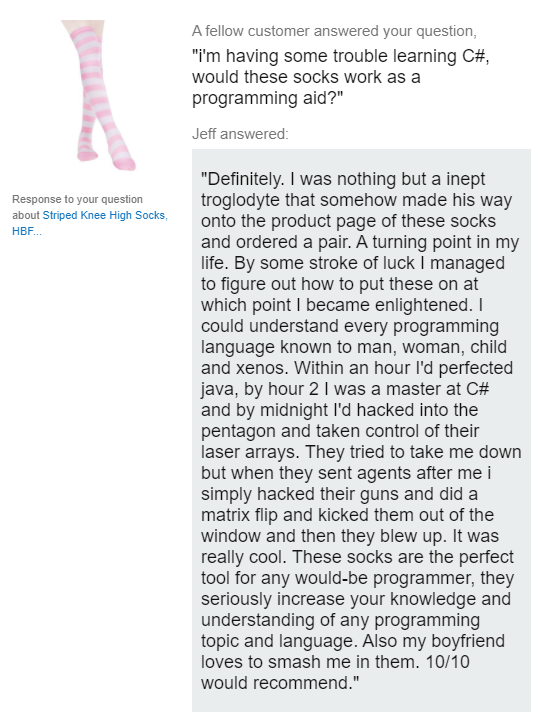 A fellow customer answered your question,
"i'm having some trouble learning C#,
would these socks work as a
programming aid?"
Jeff answered:
Response to your question
about Striped Knee High Socks,
HBF...
"Definitely. I was nothing but a inept
troglodyte that somehow made his way
onto the product page of these socks
and ordered a pair. A turning point in my
life. By some stroke of luck I managed
to figure out how to put these on at
which point I became enlightened. I
could understand every programming
language known to man, woman, child
and xenos. Within an hour I'd perfected
java, by hour 2 I was a master at C#
and by midnight I'd hacked into the
pentagon and taken control of their
laser arrays. They tried to take me down
but when they sent agents after me i
simply hacked their guns and did a
matrix flip and kicked them out of the
window and then they blew up. It was
really cool. These socks are the perfect
tool for any would-be programmer, they
seriously increase your knowledge and
understanding of any programming
topic and language. Also my boyfriend
loves to smash me in them. 10/10
would recommend."